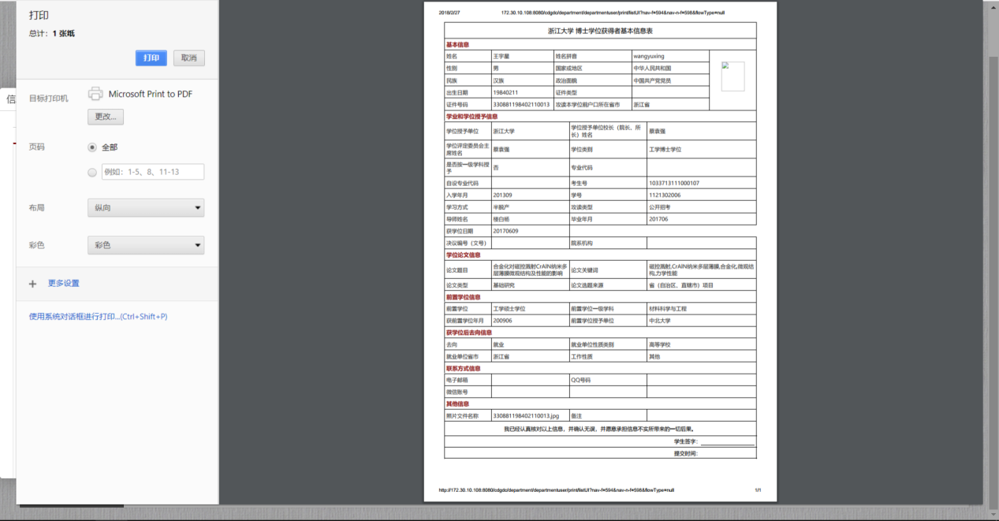 打印
总计：1 张纸
打印 取消
目标打印机 Microsoft Print to PDF
更改...
页码 全部
例如：1-5、8、11-13
布局 纵向
彩色 彩色
更多设置
使用系统对话框进行打印...(Ctrl+Shift+P)
信
2018/2/27 172.30.10.108:8080/cdgdc/department/departmentuser/print/listUI?nav-f=594&nav-n-f=598&flowType=null
浙江大学 博士学位获得者基本信息表
基本信息
姓名 王宇星 姓名拼音 wangyuxing
性别 男 国家或地区 中华人民共和国
民族 汉族 政治面貌 中国共产党党员
出生日期 19840211 证件类型
证件号码 330881198402110013 攻读本学位前户口所在省市 浙江省
学业和学位授予信息
学位授予单位 浙江大学 学位授予单位校长（院长、所
长）姓名 蔡袁强
学位评定委员会主
席姓名 蔡袁强 学位类别 工学博士学位
是否按一级学科授
予 否 专业代码
自设专业代码 考生号 1033713111000107
入学年月 201309 学号 1121302006
学习方式 半脱产 攻读类型 公开招考
导师姓名 楼白杨 毕业年月 201706
获学位日期 20170609
决议编号（文号） 院系机构
学位论文信息
论文题目 合金化对磁控溅射CrAlN纳米多
层薄膜微观结构及性能的影响 论文关键词 磁控溅射,CrAlN纳米多层薄膜,合金化,微观结
构,力学性能
论文类型 基础研究 论文选题来源 省（自治区、直辖市）项目
前置学位信息
前置学位 工学硕士学位 前置学位一级学科 材料科学与工程
获前置学位年月 200906 前置学位授予单位 中北大学
获学位后去向信息
去向 就业 就业单位性质类别 高等学校
就业单位省市 浙江省 工作性质 其他
联系方式信息
电子邮箱 QQ号码
微信账号
其他信息
照片文件名称 330881198402110013.jpg 备注
我已经认真核对以上信息，并确认无误，并愿意承担信息不实所带来的一切后果。
学生签字：
提交时间：
http://172.30.10.108:8080/cdgdc/department/departmentuser/print/listUI?nav-f=594&nav-n-f=598&flowType=null 1/1